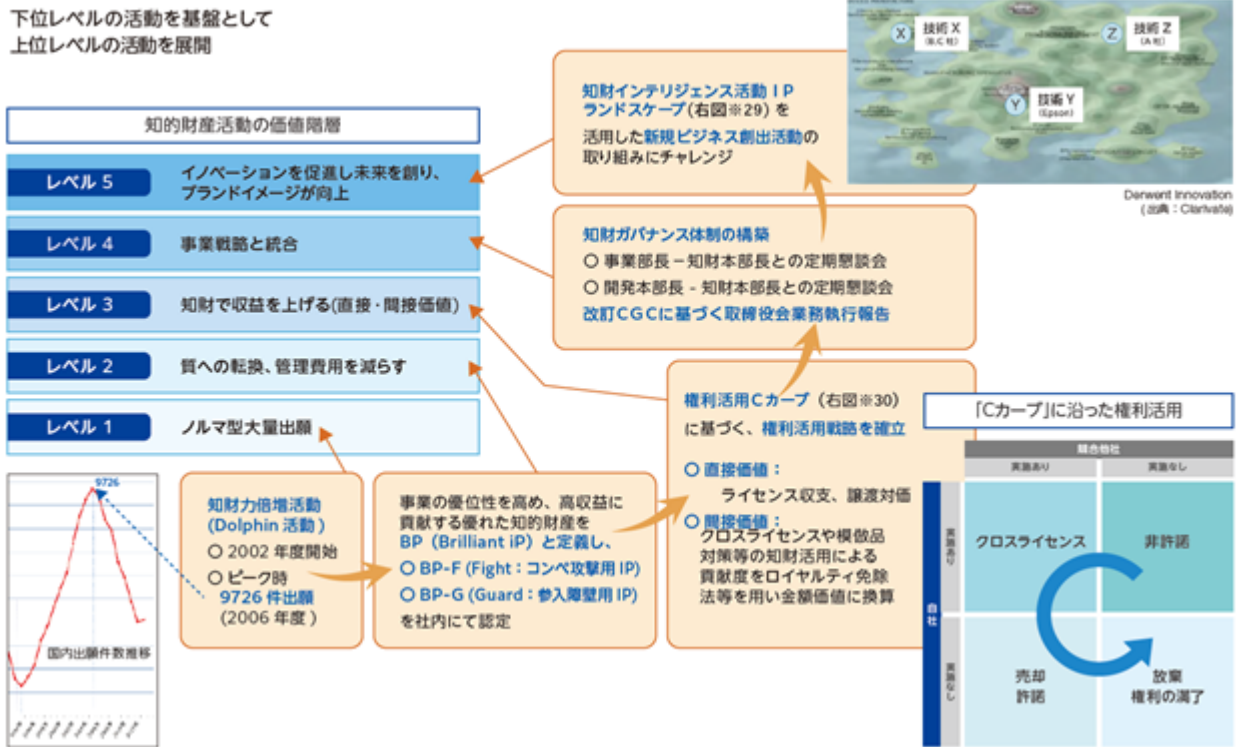 下位レベルの活動を基盤として
上位レベルの活動を展開
知的財産活動の価値階層
レベル 5
イノベーションを促進し未来を創り、
ブランドイメージが向上
レベル 4
事業戦略と統合
レベル 3
知財で収益を上げる(直接・間接価値)
レベル 2
質への転換、管理費用を減らす
レベル 1
ノルマ型大量出願
知財インテリジェンス活動IP
ランドスケープ(右図※29) を
活用した新規ビジネス創出活動の
取り組みにチャレンジ
X
技術 X
(B,C 社)
Z
技術 Z
(A 社)
Y
技術 Y
(Epson)
Derwent Innovation
(出典：Clarivate)
知財ガバナンス体制の構築
○ 事業部長－知財本部長との定期懇談会
○ 開発本部長 - 知財本部長との定期懇談会
改訂CGCに基づく取締役会業務執行報告
権利活用Cカーブ（右図※30）
に基づく、権利活用戦略を確立
○ 直接価値：
ライセンス収支、譲渡対価
○ 間接価値：
クロスライセンスや模倣品
対策等の知財活用による
貢献度をロイヤルティ免除
法等を用い金額価値に換算
9726
国内出願件数推移
知財力倍増活動
(Dolphin 活動)
○ 2002 年度開始
○ ピーク時
9726 件出願
(2006 年度)
事業の優位性を高め、高収益に
貢献する優れた知的財産を
BP（Brilliant iP）と定義し、
○ BP-F (Fight：コンペ攻撃用 IP)
○ BP-G (Guard：参入障壁用 IP)
を社内にて認定
「Cカーブ」に沿った権利活用
競合他社
実施あり
実施なし
自社
実施あり
クロスライセンス
非許諾
実施なし
売却
許諾
放棄
権利の満了